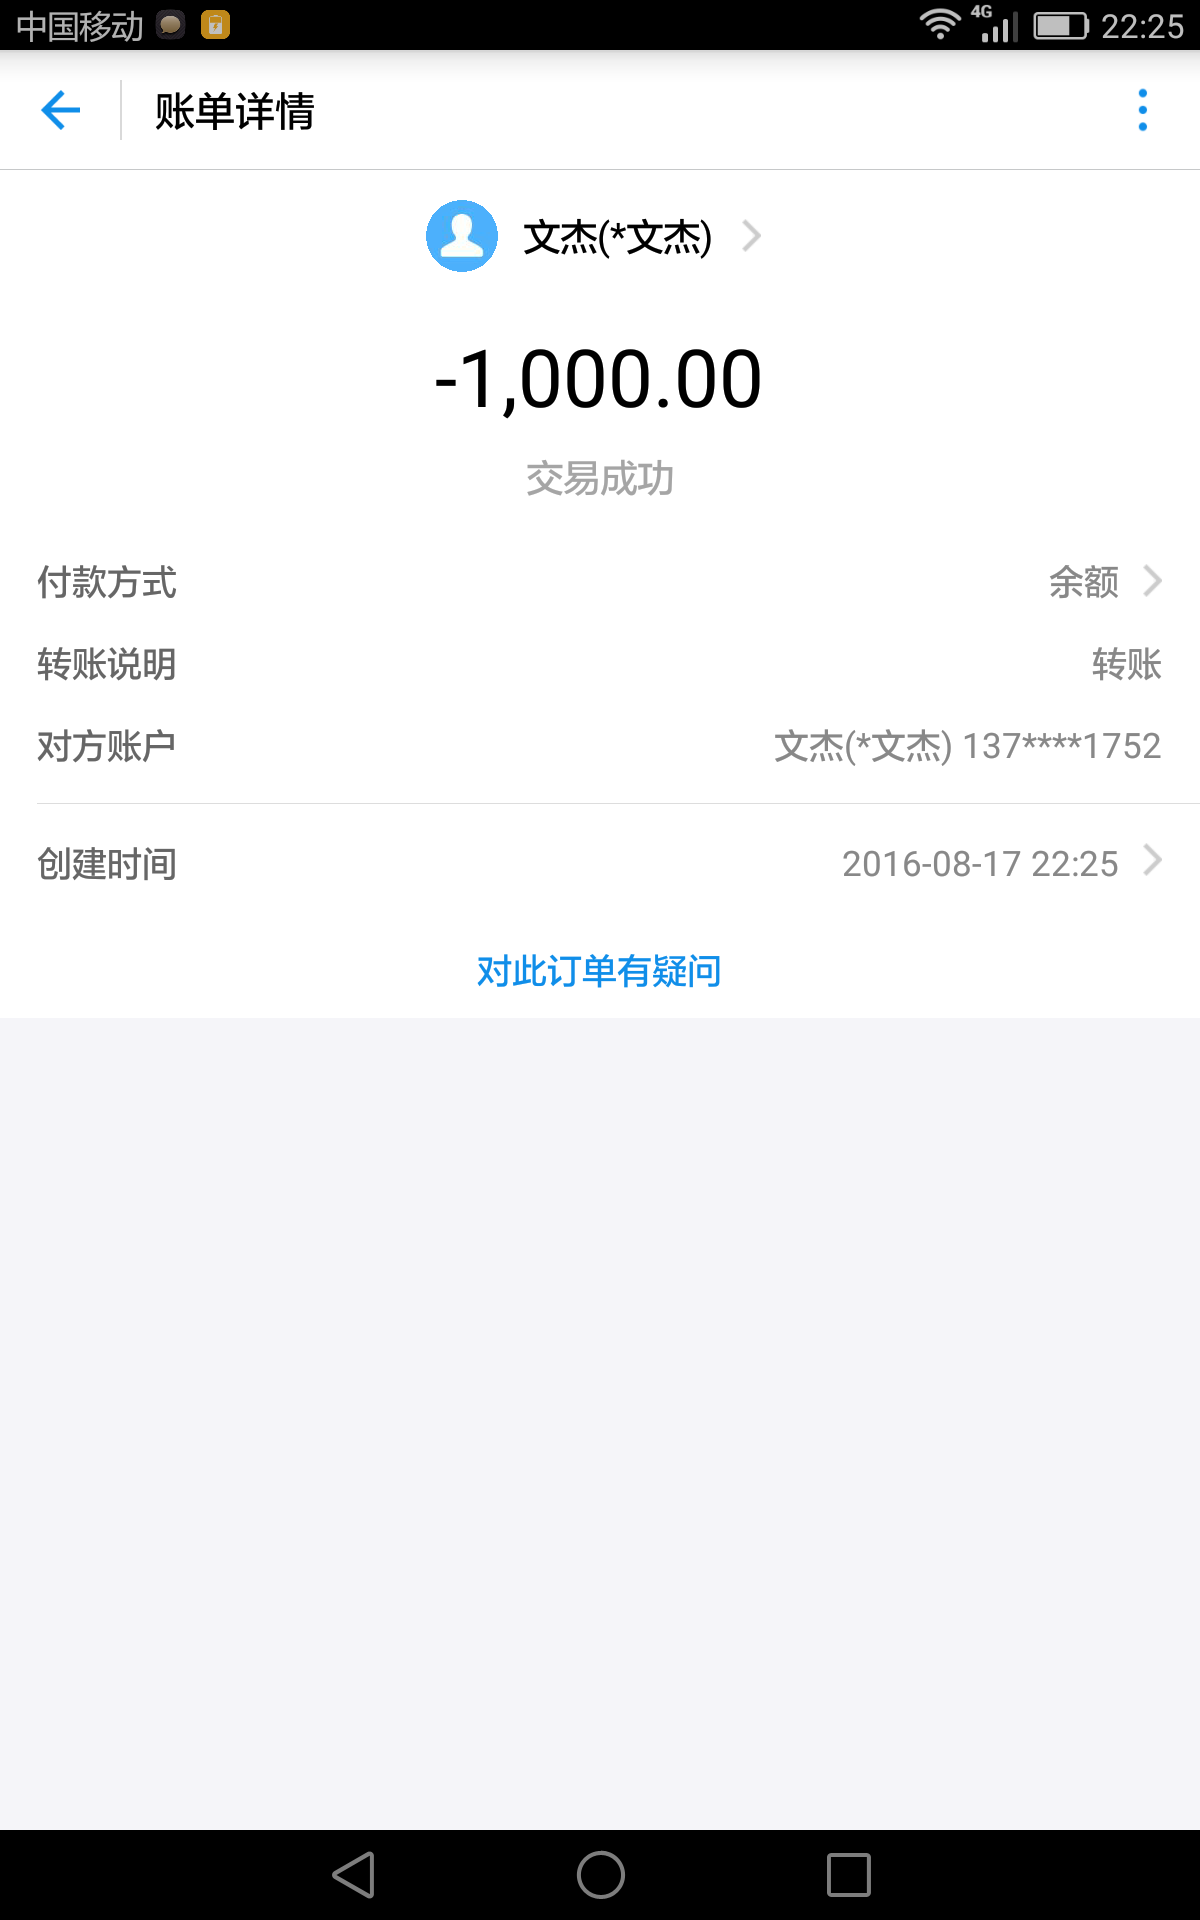 中国移动 4G 22:25
账单详情
文杰(*文杰)
-1,000.00
交易成功
付款方式 余额
转账说明 转账
对方账户 文杰(*文杰) 137****1752
创建时间 2016-08-17 22:25
对此订单有疑问